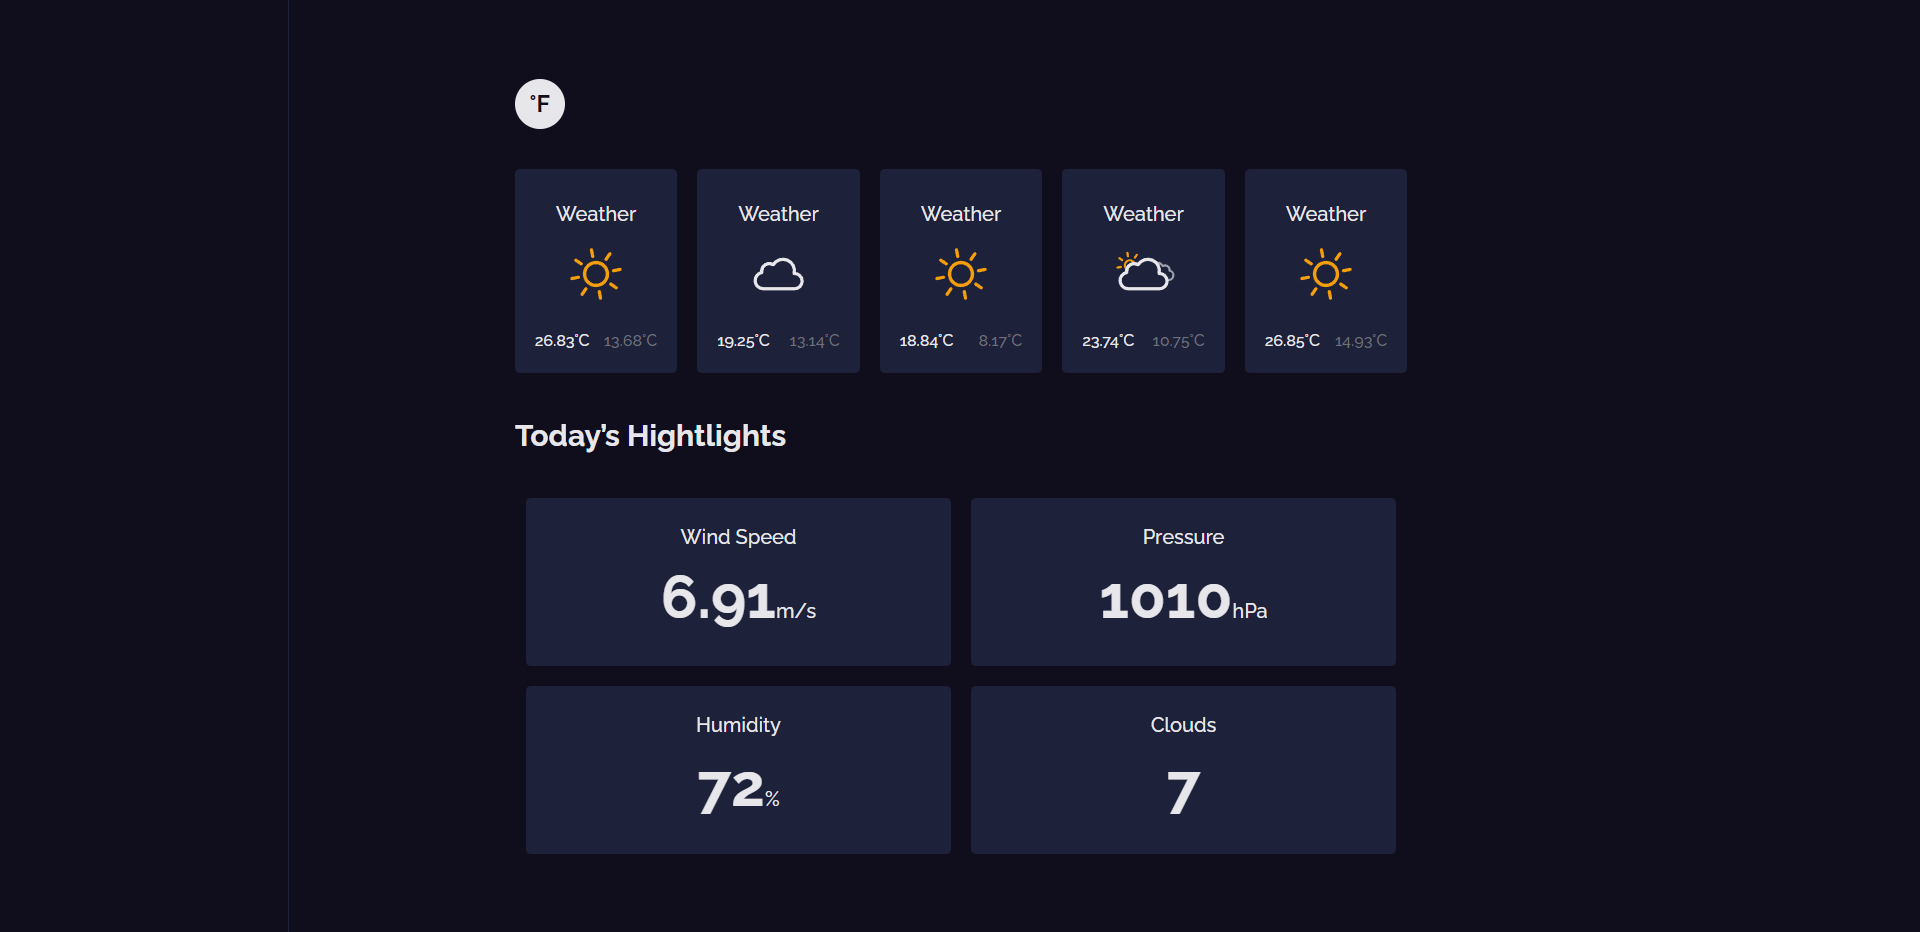 °F
Weather Weather Weather Weather Weather
26.83°C 13.68°C 19.25°C 13.14°C 18.84°C 8.17°C 23.74°C 10.75°C 26.85°C 14.93°C
Today’s Hightlights
Wind Speed Pressure
6.91m/s 1010hPa
Humidity Clouds
72% 7